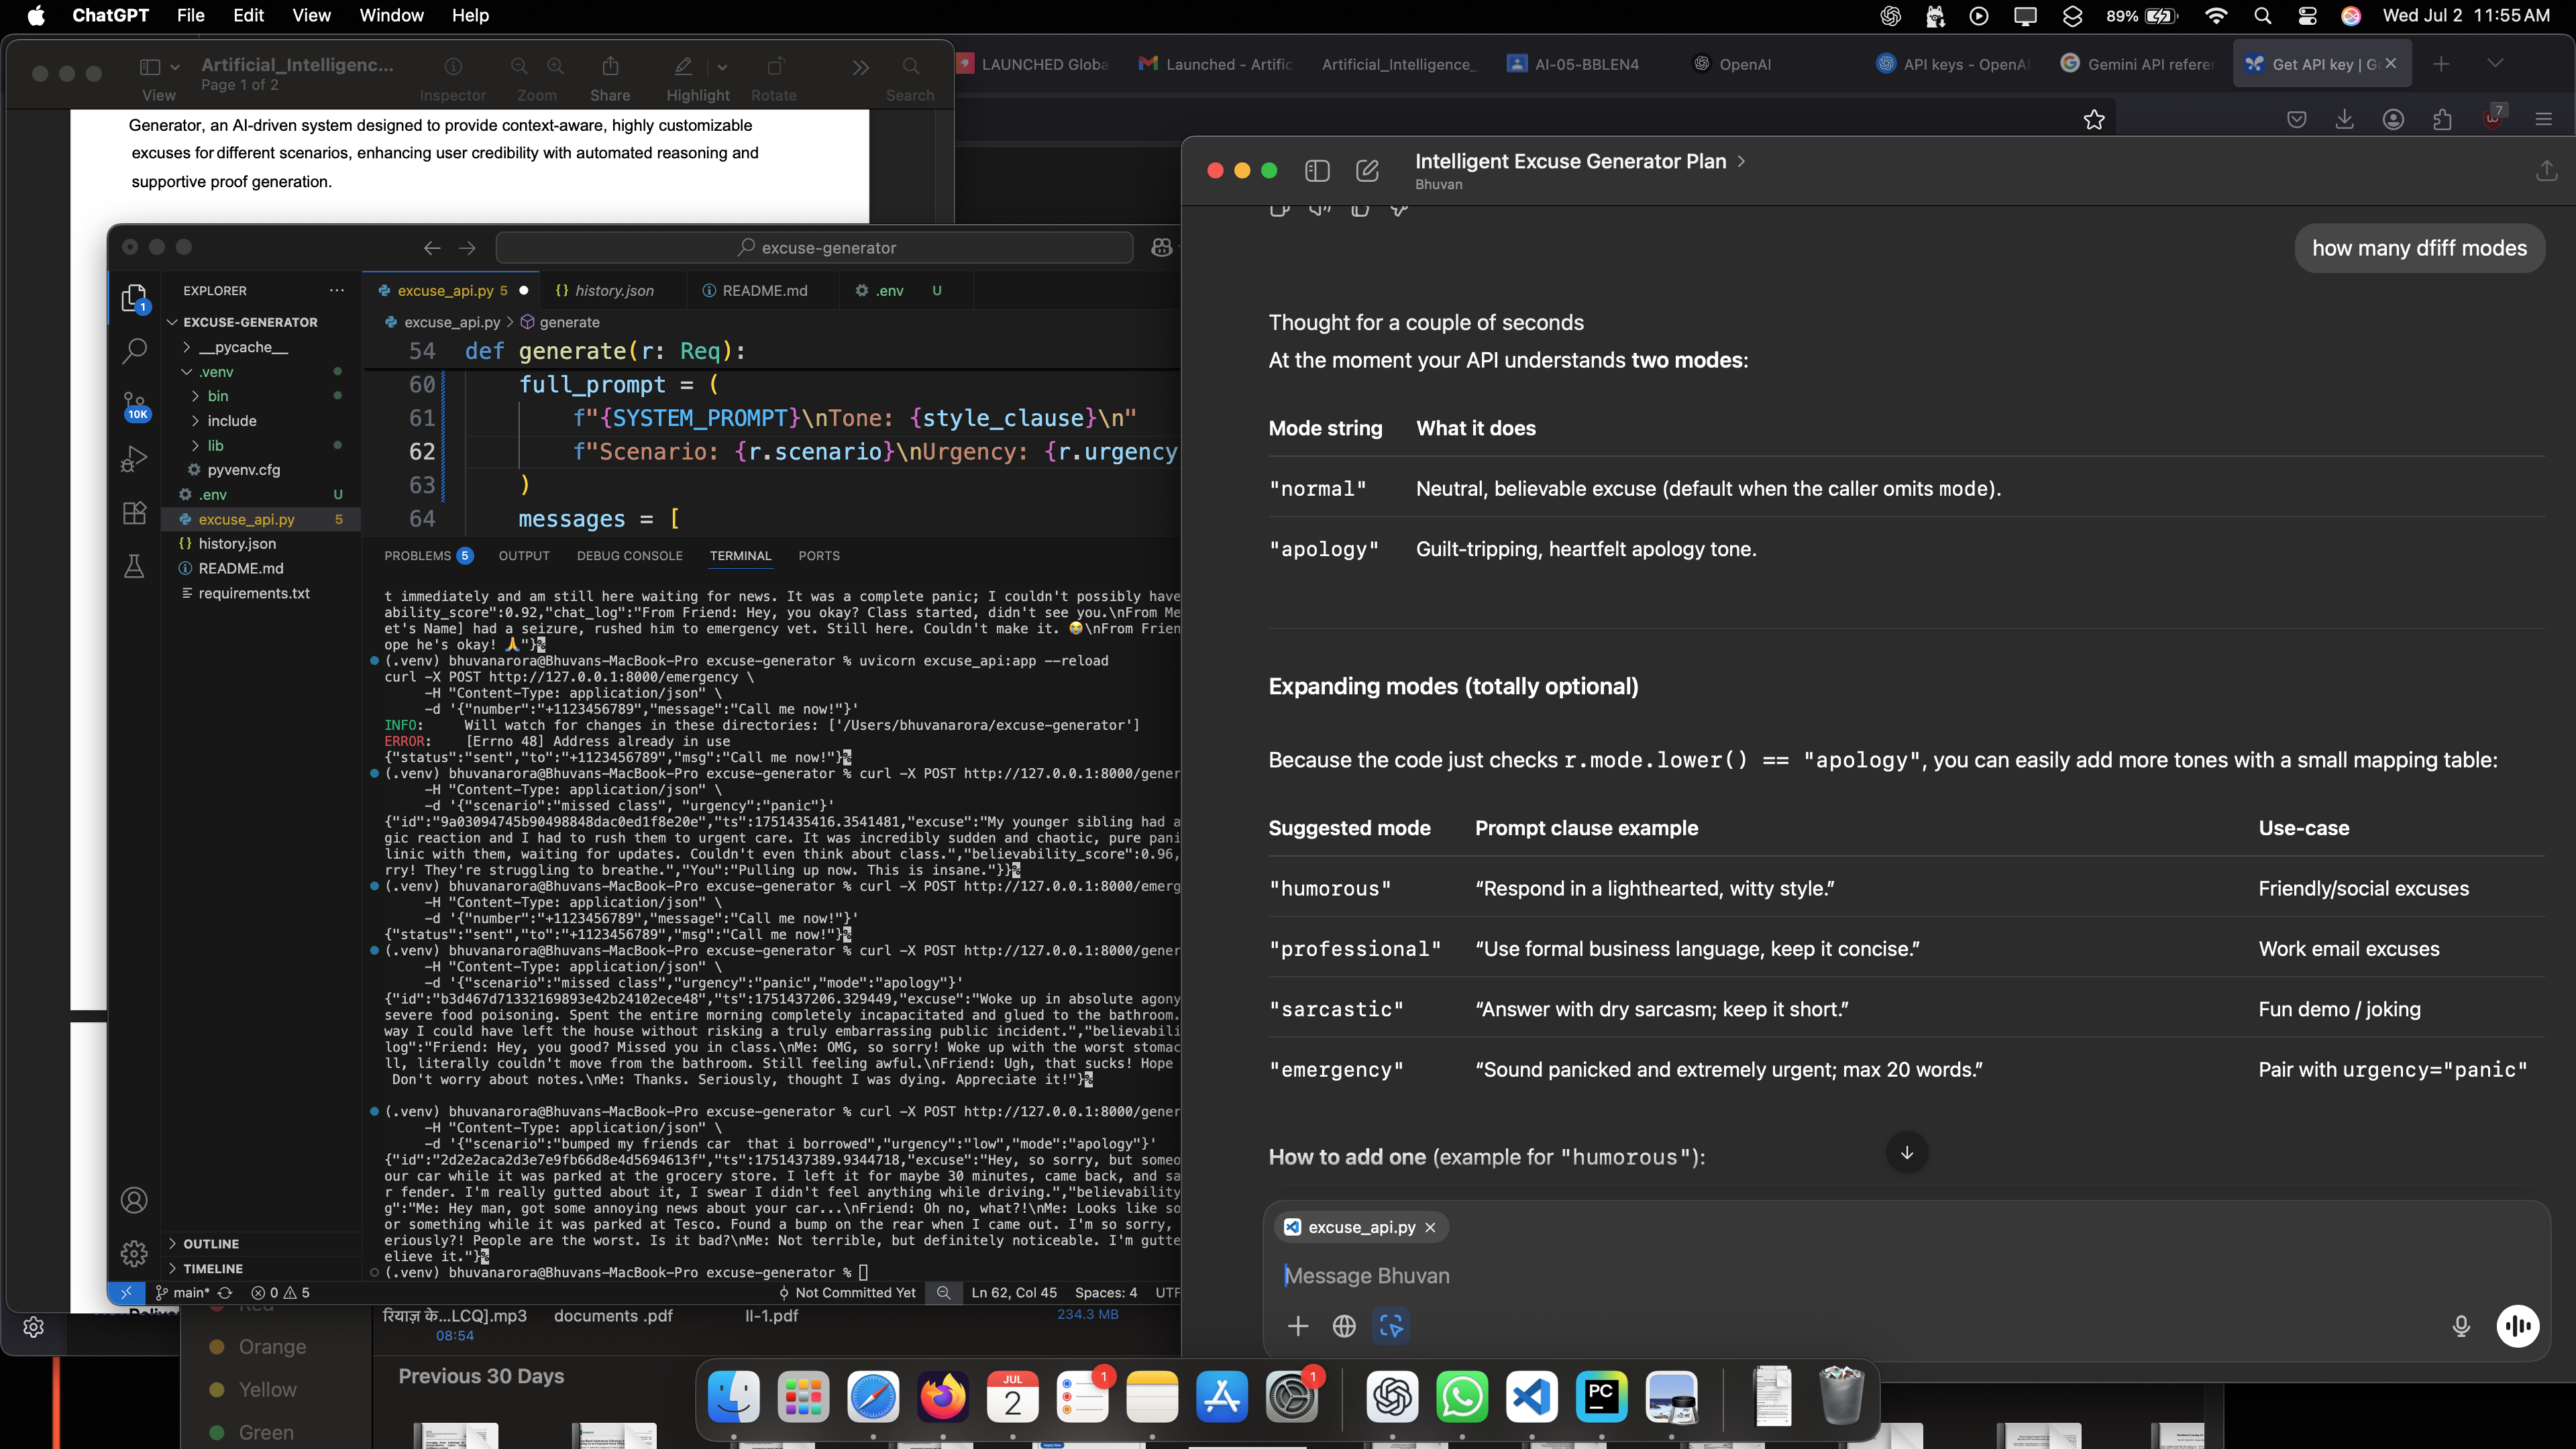 ChatGPT File Edit View Window Help 89% Wed Jul 2 11:55 AM
Artificial_Intelligenc...
Page 1 of 2
View Inspector Zoom Share Highlight Rotate Search
LAUNCHED Globa Launched - Artific Artificial_Intelligence_ AI-05-BBLEN4 OpenAI API keys - OpenAI Gemini API referen Get API key | G
7
Generator, an AI-driven system designed to provide context-aware, highly customizable
excuses for different scenarios, enhancing user credibility with automated reasoning and
supportive proof generation.
excuse-generator
EXPLORER
1
10K
EXCUSE-GENERATOR
__pycache__
.venv
bin
include
lib
pyvenv.cfg
.env U
excuse_api.py 5
history.json
README.md
requirements.txt
OUTLINE
TIMELINE
excuse_api.py 5 {} history.json README.md .env U
excuse_api.py > generate
54 def generate(r: Req):
60 full_prompt = (
61 f"{SYSTEM_PROMPT}\nTone: {style_clause}\n"
62 f"Scenario: {r.scenario}\nUrgency: {r.urgency
63 )
64 messages = [
PROBLEMS 5 OUTPUT DEBUG CONSOLE TERMINAL PORTS
t immediately and am still here waiting for news. It was a complete panic; I couldn't possibly have
ability_score":0.92,"chat_log":"From Friend: Hey, you okay? Class started, didn't see you.\nFrom Me
et's Name] had a seizure, rushed him to emergency vet. Still here. Couldn't make it. 😭\nFrom Frien
ope he's okay! 🙏"}%
(.venv) bhuvanarora@Bhuvans-MacBook-Pro excuse-generator % uvicorn excuse_api:app --reload
curl -X POST http://127.0.0.1:8000/emergency \
-H "Content-Type: application/json" \
-d '{"number":"+1123456789","message":"Call me now!"}'
INFO: Will watch for changes in these directories: ['/Users/bhuvanarora/excuse-generator']
ERROR: [Errno 48] Address already in use
{"status":"sent","to":"+1123456789","msg":"Call me now!"}%
(.venv) bhuvanarora@Bhuvans-MacBook-Pro excuse-generator % curl -X POST http://127.0.0.1:8000/gener
-H "Content-Type: application/json" \
-d '{"scenario":"missed class", "urgency":"panic"}'
{"id":"9a03094745b90498848dac0ed1f8e20e","ts":1751435416.3541481,"excuse":"My younger sibling had a
gic reaction and I had to rush them to urgent care. It was incredibly sudden and chaotic, pure pani
linic with them, waiting for updates. Couldn't even think about class.","believability_score":0.96,
rry! They're struggling to breathe.","You":"Pulling up now. This is insane."}}%
(.venv) bhuvanarora@Bhuvans-MacBook-Pro excuse-generator % curl -X POST http://127.0.0.1:8000/emerg
-H "Content-Type: application/json" \
-d '{"number":"+1123456789","message":"Call me now!"}'
{"status":"sent","to":"+1123456789","msg":"Call me now!"}%
(.venv) bhuvanarora@Bhuvans-MacBook-Pro excuse-generator % curl -X POST http://127.0.0.1:8000/gener
-H "Content-Type: application/json" \
-d '{"scenario":"missed class","urgency":"panic","mode":"apology"}'
{"id":"b3d467d71332169893e42b24102ece48","ts":1751437206.329449,"excuse":"Woke up in absolute agony
severe food poisoning. Spent the entire morning completely incapacitated and glued to the bathroom.
way I could have left the house without risking a truly embarrassing public incident.","believabili
log":"Friend: Hey, you good? Missed you in class.\nMe: OMG, so sorry! Woke up with the worst stomac
ll, literally couldn't move from the bathroom. Still feeling awful.\nFriend: Ugh, that sucks! Hope
Don't worry about notes.\nMe: Thanks. Seriously, thought I was dying. Appreciate it!"}%
(.venv) bhuvanarora@Bhuvans-MacBook-Pro excuse-generator % curl -X POST http://127.0.0.1:8000/gener
-H "Content-Type: application/json" \
-d '{"scenario":"bumped my friends car  that i borrowed","urgency":"low","mode":"apology"}'
{"id":"2d2e2aca2d3e7e9fb66d8e4d5694613f","ts":1751437389.9344718,"excuse":"Hey, so sorry, but someo
our car while it was parked at the grocery store. I left it for maybe 30 minutes, came back, and sa
r fender. I'm really gutted about it, I swear I didn't feel anything while driving.","believability
g":"Me: Hey man, got some annoying news about your car...\nFriend: Oh no, what?!\nMe: Looks like so
or something while it was parked at Tesco. Found a bump on the rear when I came out. I'm so sorry,
eriously?! People are the worst. Is it bad?\nMe: Not terrible, but definitely noticeable. I'm gutte
elieve it."}%
(.venv) bhuvanarora@Bhuvans-MacBook-Pro excuse-generator %
main* 0 5 Not Committed Yet Ln 62, Col 45 Spaces: 4 UTF
Intelligent Excuse Generator Plan >
Bhuvan
how many dfiff modes
Thought for a couple of seconds
At the moment your API understands two modes:
Mode string What it does
"normal" Neutral, believable excuse (default when the caller omits mode).
"apology" Guilt-tripping, heartfelt apology tone.
Expanding modes (totally optional)
Because the code just checks r.mode.lower() == "apology", you can easily add more tones with a small mapping table:
Suggested mode Prompt clause example Use-case
"humorous" “Respond in a lighthearted, witty style.” Friendly/social excuses
"professional" “Use formal business language, keep it concise.” Work email excuses
"sarcastic" “Answer with dry sarcasm; keep it short.” Fun demo / joking
"emergency" “Sound panicked and extremely urgent; max 20 words.” Pair with urgency="panic"
How to add one (example for "humorous"):
excuse_api.py
Message Bhuvan
Orange
Yellow
Green
रियाज़ के...LCQ].mp3 documents .pdf II-1.pdf 234.3 MB
08:54
Previous 30 Days
JUL
2
1
1
PC